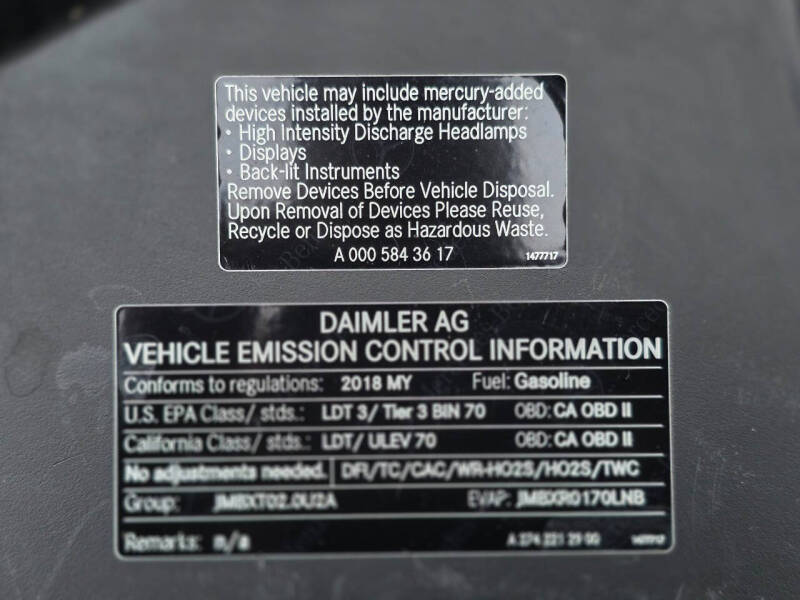 This vehicle may include mercury-added
devices installed by the manufacturer:
• High Intensity Discharge Headlamps
• Displays
• Back-lit Instruments
Remove Devices Before Vehicle Disposal.
Upon Removal of Devices Please Reuse,
Recycle or Dispose as Hazardous Waste.
A 000 584 36 17 1477717
DAIMLER AG
VEHICLE EMISSION CONTROL INFORMATION
Conforms to regulations: 2018 MY Fuel: Gasoline
U.S. EPA Class/ stds.: LDT 3/ Tier 3 BIN 70 OBD: CA OBD II
California Class/ stds.: LDT/ ULEV 70 OBD: CA OBD II
No adjustments needed. DFI/TC/CAC/WR-HO2S/HO2S/TWC
Group: JMBXT02.0U2A EVAP: JMBXR0170LNB
Remarks: n/a